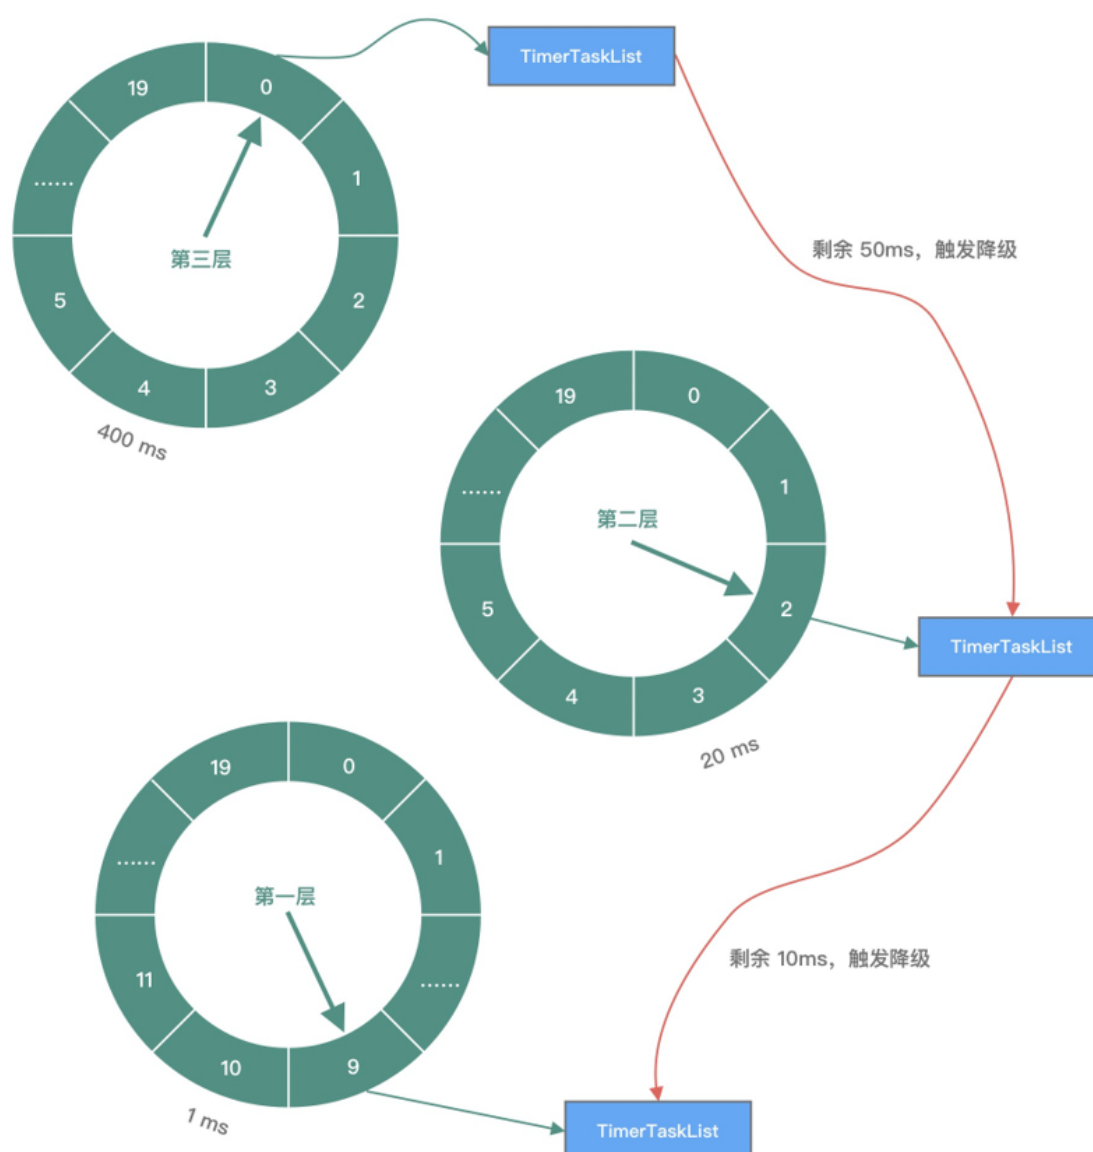 TimerTaskList
19
0
……
1
第三层
5
2
4
3
400 ms
剩余 50ms，触发降级
19
0
……
1
第二层
5
2
4
3
20 ms
TimerTaskList
19
0
……
1
第一层
11
……
10
9
1 ms
剩余 10ms，触发降级
TimerTaskList